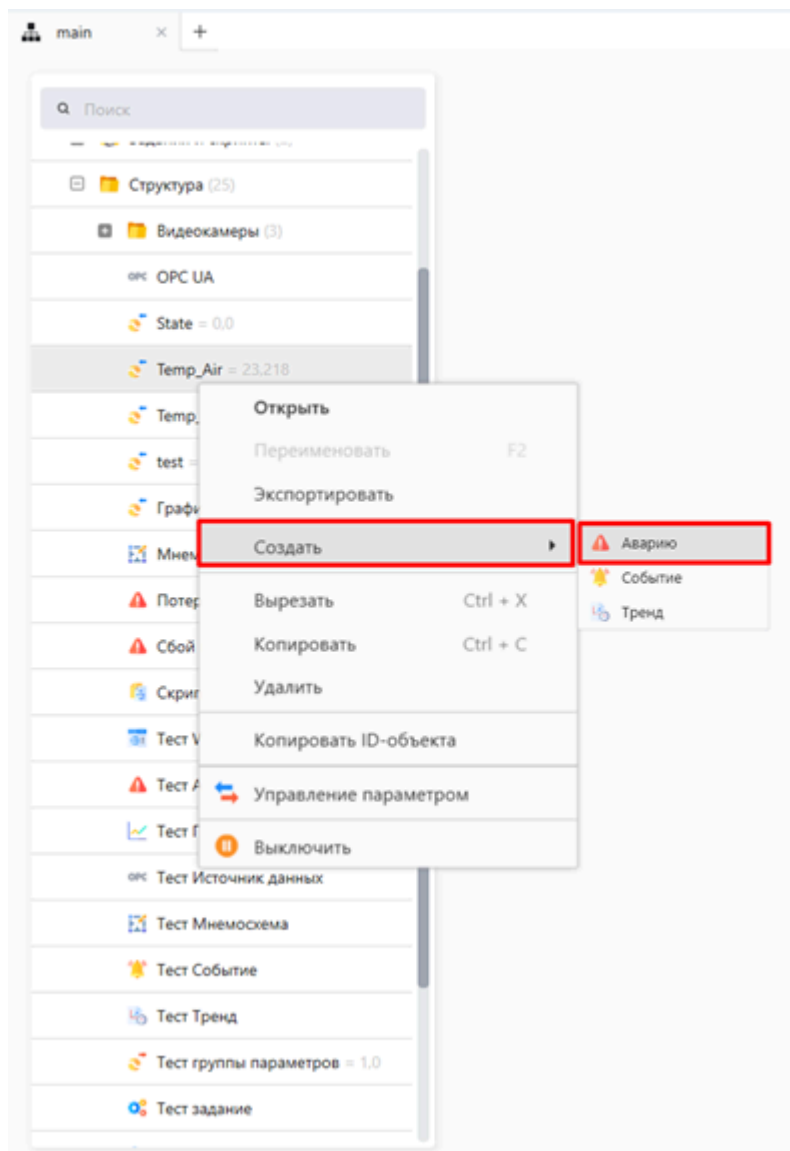 main × +
Поиск
Структура (25)
Видеокамеры (3)
OPC OPC UA
State = 0,0
Temp_Air = 23,218
Temp_
test =
Графи
Мнем
Потер
Сбой
Скрип
Тест
Тест
Тест
OPC Тест Источник данных
Тест Мнемосхема
Тест Событие
Тест Тренд
Тест группы параметров = 1,0
Тест задание
Открыть
Переименовать F2
Экспортировать
Создать
Вырезать Ctrl + X
Копировать Ctrl + C
Удалить
Копировать ID-объекта
Управление параметром
Выключить
Аварию
Событие
Тренд